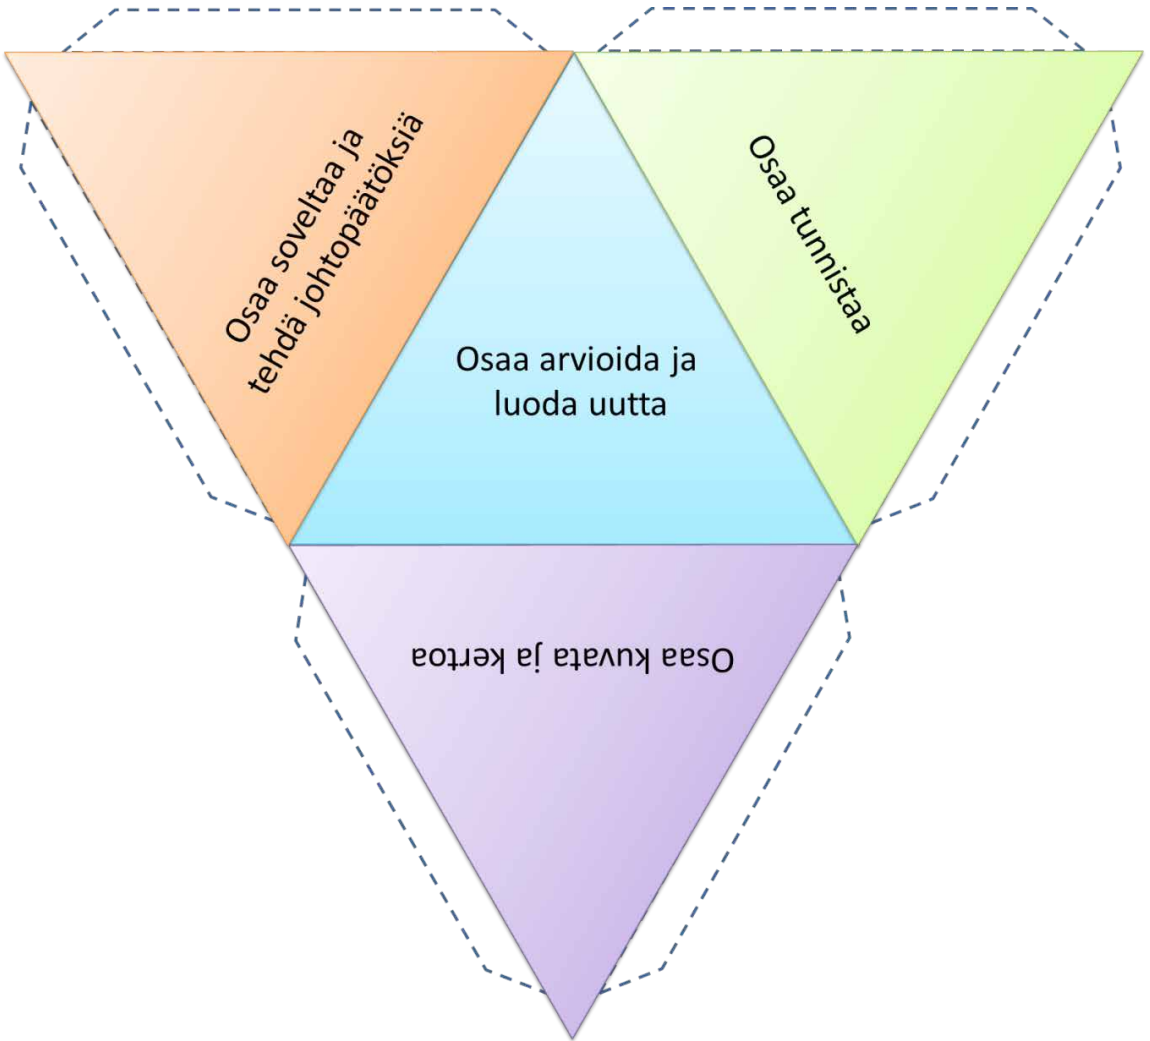 Osaa soveltaa ja
tehdä johtopäätöksiä
Osaa tunnistaa
Osaa arvioida ja
luoda uutta
Osaa kuvata ja kertoa